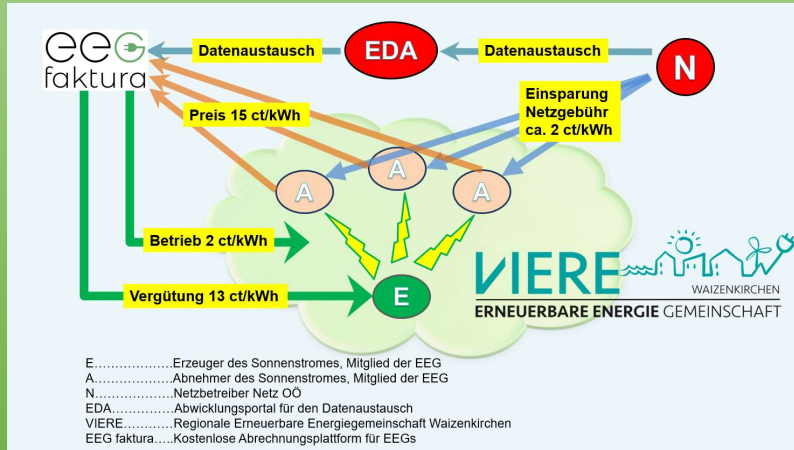 eeG
faktura
Datenaustausch
EDA
Datenaustausch
N
Einsparung
Netzgebühr
ca. 2 ct/kWh
Preis 15 ct/kWh
A
A
A
Betrieb 2 ct/kWh
Vergütung 13 ct/kWh
E
VIERE
WAIZENKIRCHEN
ERNEUERBARE ENERGIE GEMEINSCHAFT
E………………..Erzeuger des Sonnenstromes, Mitglied der EEG
A………………..Abnehmer des Sonnenstromes, Mitglied der EEG
N………………..Netzbetreiber Netz OÖ
EDA……………Abwicklungsportal für den Datenaustausch
VIERE…………Regionale Erneuerbare Energiegemeinschaft Waizenkirchen
EEG faktura…..Kostenlose Abrechnungsplattform für EEGs